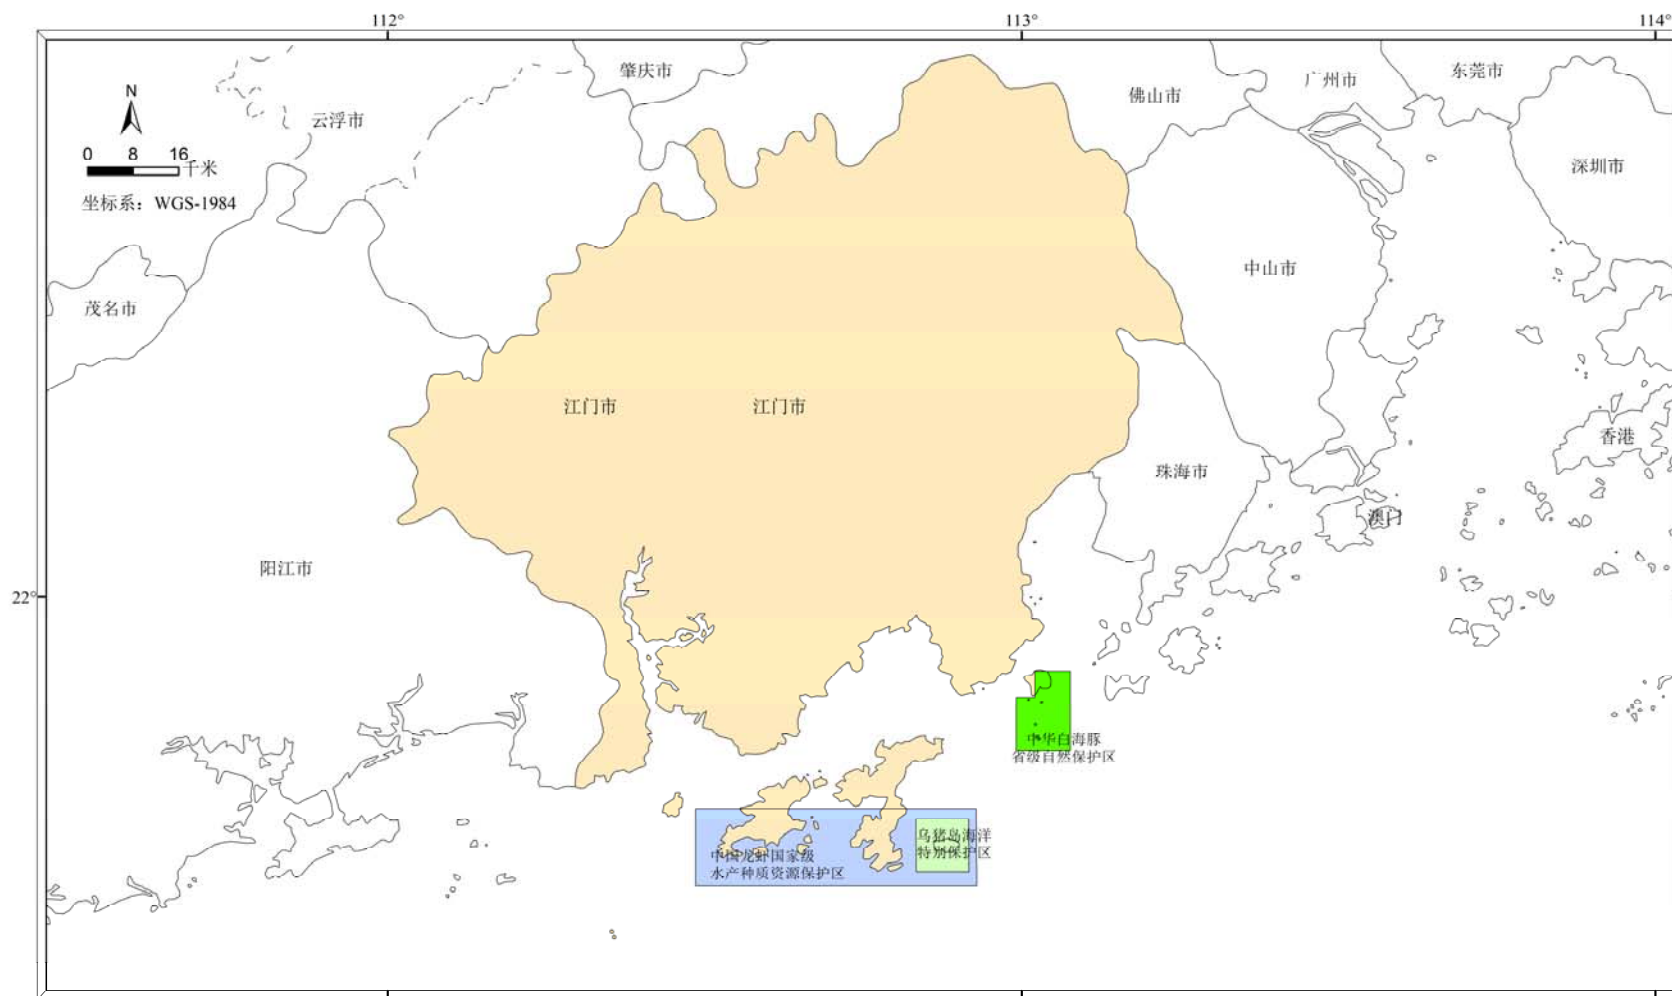 112° 113° 114°
肇庆市
东莞市
广州市
佛山市
N
云浮市
0 8 16
千米
深圳市
坐标系：WGS-1984
中山市
茂名市
江门市 江门市
香港
珠海市
澳门
阳江市
22°
中华白海豚
省级自然保护区
乌猪岛海洋
特别保护区
中国龙虾国家级
水产种质资源保护区